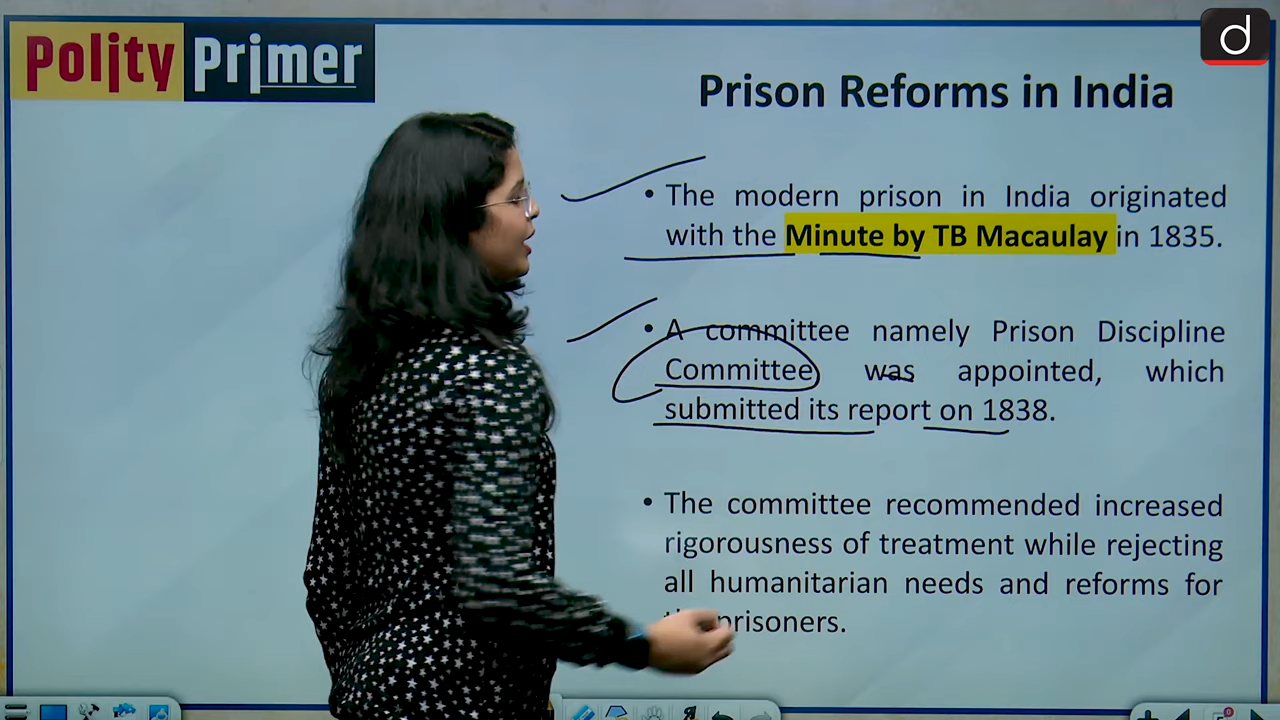 Polity Primer
d
Prison Reforms in India
• The modern prison in India originated
with the Minute by TB Macaulay in 1835.
• A committee namely Prison Discipline
Committee was appointed, which
submitted its report on 1838.
• The committee recommended increased
rigorousness of treatment while rejecting
all humanitarian needs and reforms for
prisoners.